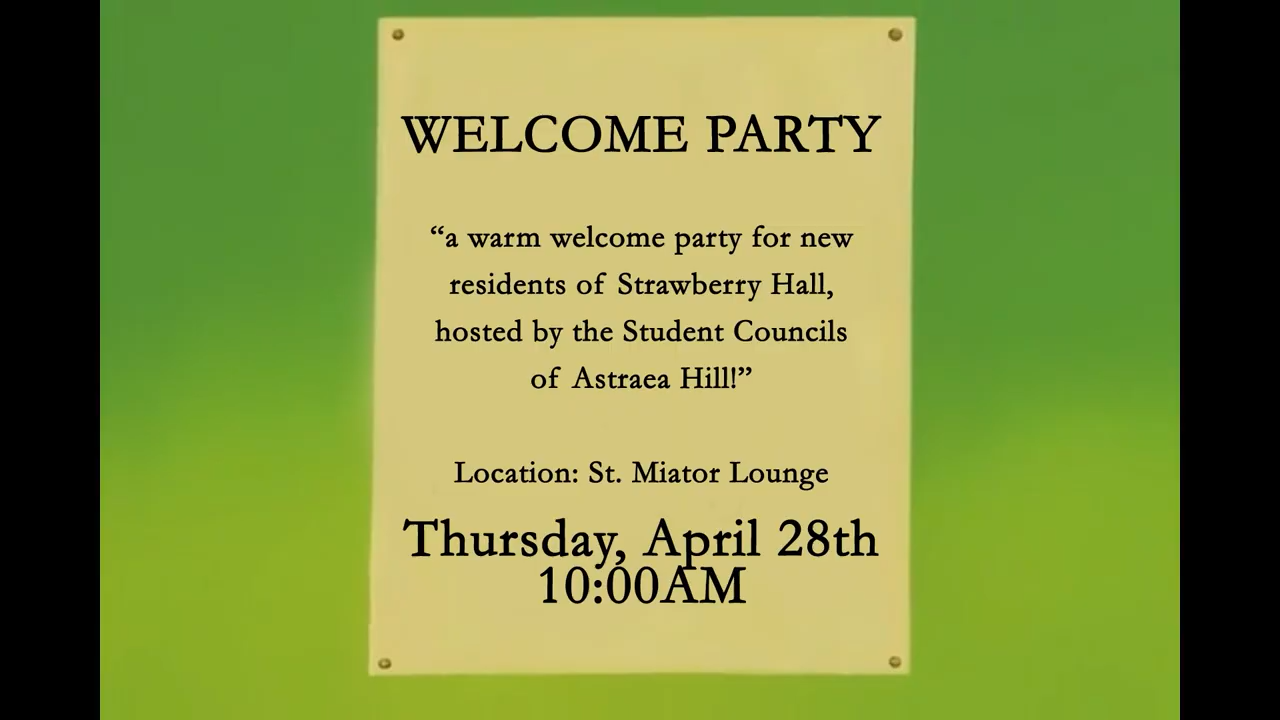 WELCOME PARTY
“a warm welcome party for new
residents of Strawberry Hall,
hosted by the Student Councils
of Astraea Hill!”
Location: St. Miator Lounge
Thursday, April 28th
10:00AM